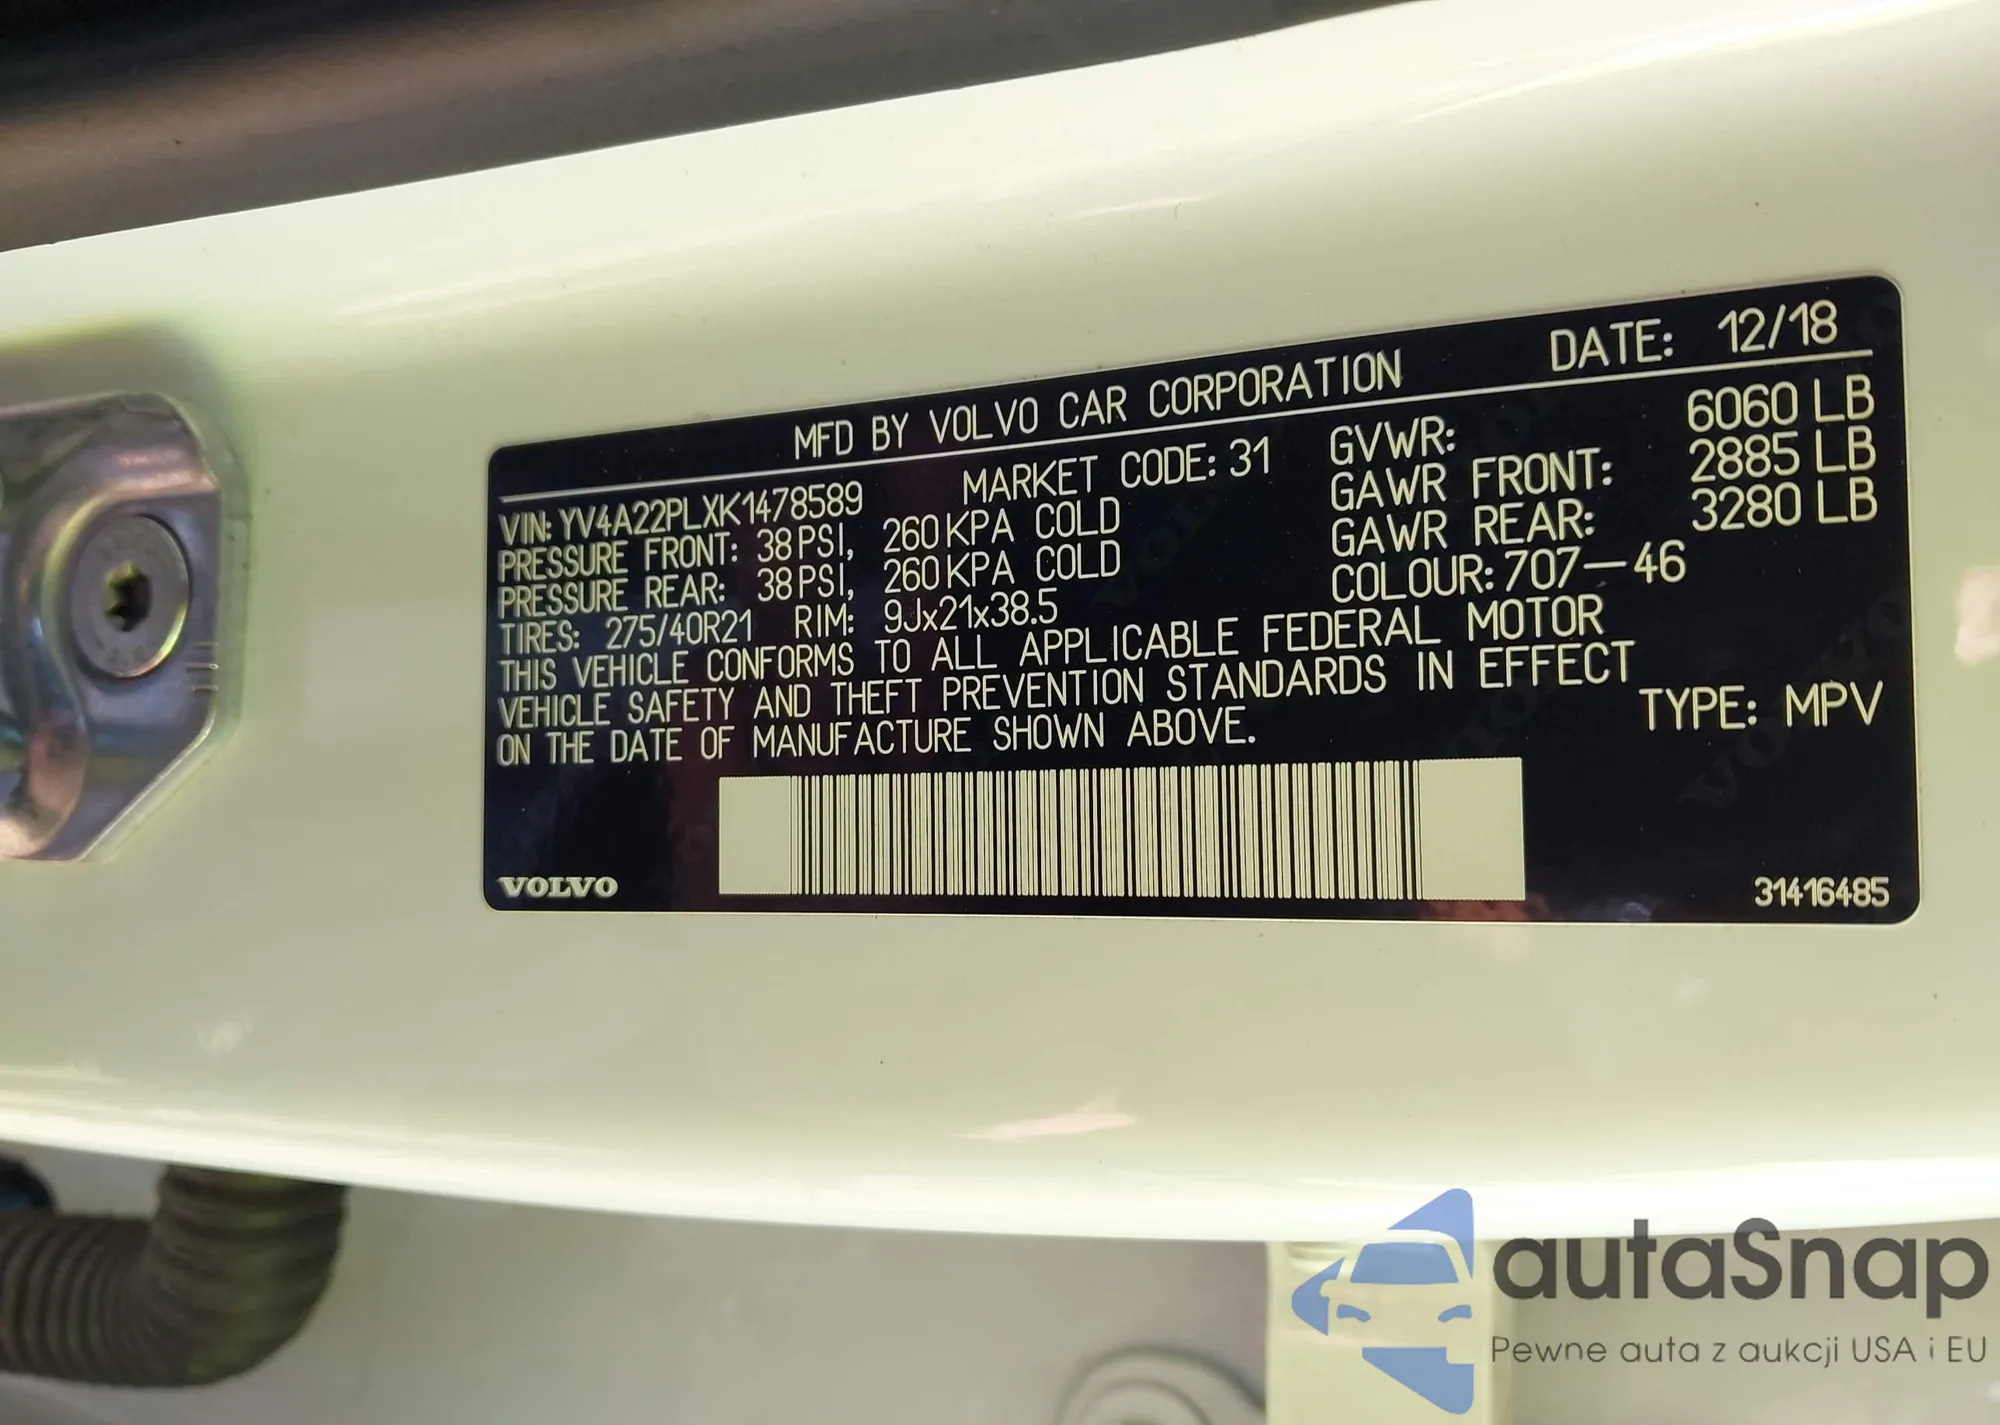 MFD BY VOLVO CAR CORPORATION DATE: 12/18
VIN: YV4A22PLXK1478589 MARKET CODE: 31 GVWR: 6060 LB
PRESSURE FRONT: 38 PSI, 260 KPA COLD GAWR FRONT: 2885 LB
PRESSURE REAR: 38 PSI, 260 KPA COLD GAWR REAR: 3280 LB
TIRES: 275/40R21 RIM: 9Jx21x38.5 COLOUR: 707-46
THIS VEHICLE CONFORMS TO ALL APPLICABLE FEDERAL MOTOR
VEHICLE SAFETY AND THEFT PREVENTION STANDARDS IN EFFECT
ON THE DATE OF MANUFACTURE SHOWN ABOVE. TYPE: MPV
VOLVO 31416485
autaSnap
Pewne auta z aukcji USA i EU